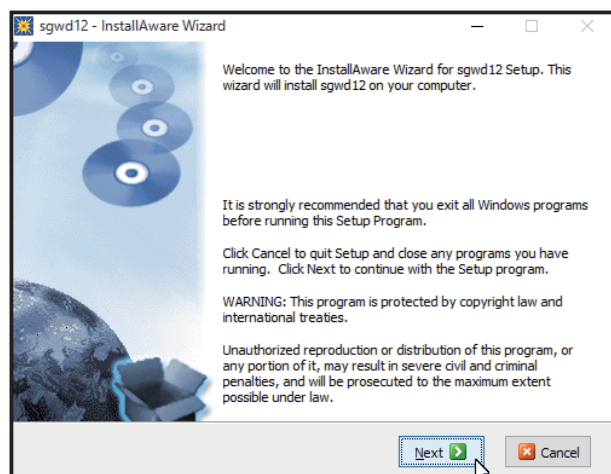 sgwd12 - InstallAware Wizard
Welcome to the InstallAware Wizard for sgwd12 Setup. This
wizard will install sgwd12 on your computer.
It is strongly recommended that you exit all Windows programs
before running this Setup Program.
Click Cancel to quit Setup and close any programs you have
running. Click Next to continue with the Setup program.
WARNING: This program is protected by copyright law and
international treaties.
Unauthorized reproduction or distribution of this program, or
any portion of it, may result in severe civil and criminal
penalties, and will be prosecuted to the maximum extent
possible under law.
Next Cancel